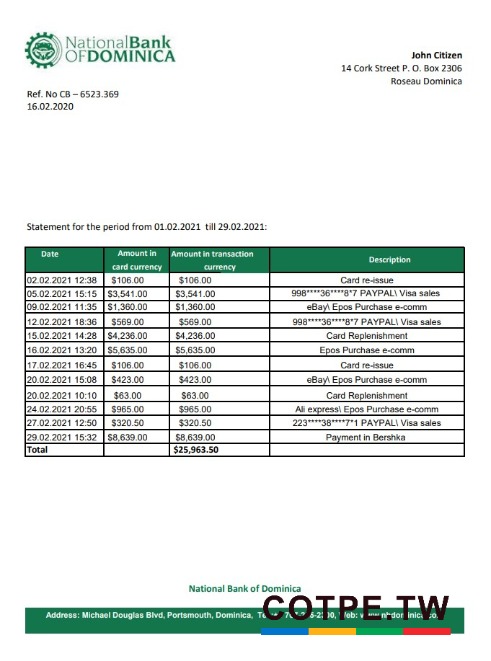 NationalBank
OF DOMINICA
John Citizen
14 Cork Street P. O. Box 2306
Roseau Dominica
Ref. No CB – 6523.369
16.02.2020
Statement for the period from 01.02.2021 till 29.02.2021:
Date Amount in card currency Amount in transaction currency Description
02.02.2021 12:38 $106.00 $106.00 Card re-issue
05.02.2021 15:15 $3,541.00 $3,541.00 998****36****8*7 PAYPAL\ Visa sales
09.02.2021 11:35 $1,360.00 $1,360.00 eBay\ Epos Purchase e-comm
12.02.2021 18:36 $569.00 $569.00 998****36****8*7 PAYPAL\ Visa sales
15.02.2021 14:28 $4,236.00 $4,236.00 Card Replenishment
16.02.2021 13:20 $5,635.00 $5,635.00 Epos Purchase e-comm
17.02.2021 16:45 $106.00 $106.00 Card re-issue
20.02.2021 15:08 $423.00 $423.00 eBay\ Epos Purchase e-comm
20.02.2021 10:10 $63.00 $63.00 Card Replenishment
24.02.2021 20:55 $965.00 $965.00 Ali express\ Epos Purchase e-comm
27.02.2021 12:50 $320.50 $320.50 223****38****7*1 PAYPAL\ Visa sales
29.02.2021 15:32 $8,639.00 $8,639.00 Payment in Bershka
Total $25,963.50
National Bank of Dominica
Address: Michael Douglas Blvd, Portsmouth, Dominica,
COTPE.TW